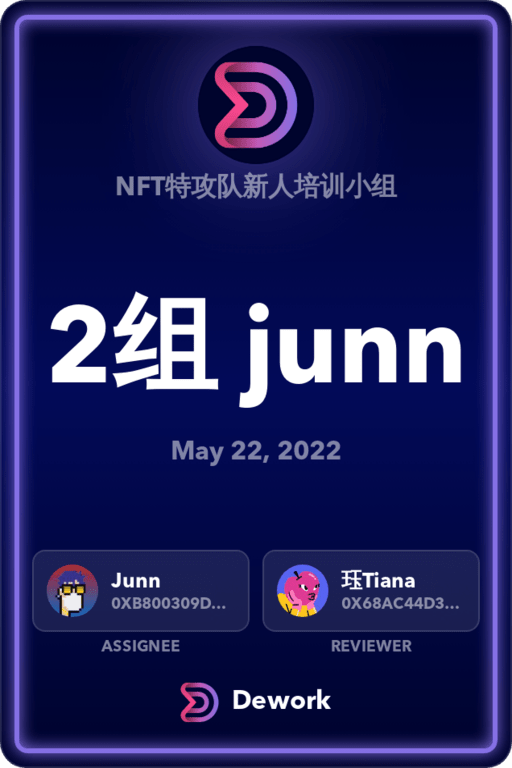 NFT特攻队新人培训小组
2组 junn
May 22, 2022
Junn
0XB800309D...
ASSIGNEE
珏Tiana
0X68AC44D3...
REVIEWER
Dework